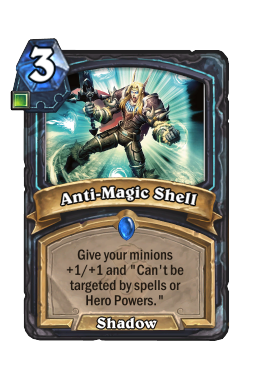 3
Anti-Magic Shell
Give your minions
+1/+1 and "Can't be
targeted by spells or
Hero Powers."
Shadow